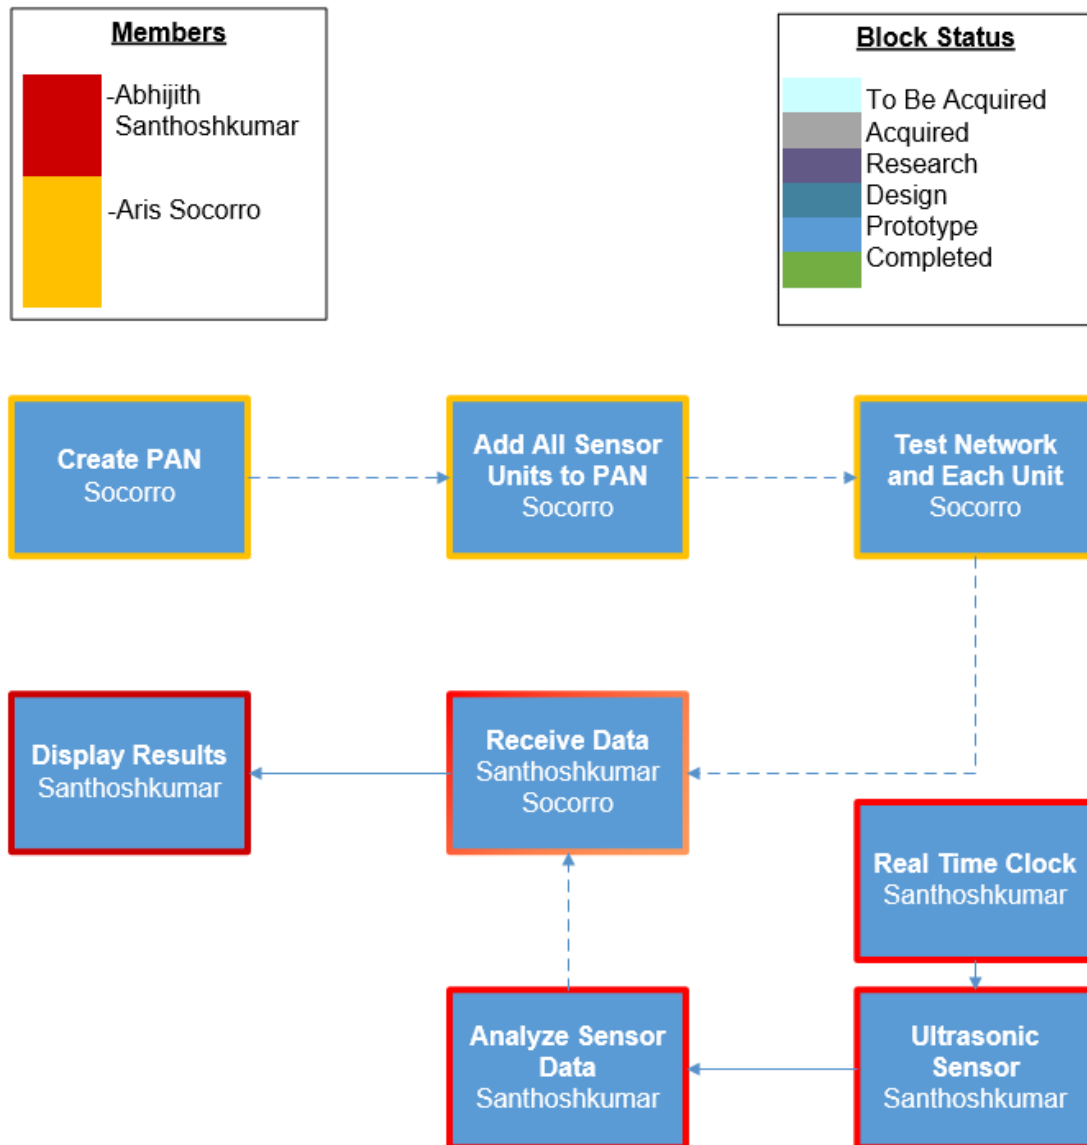 Members
-Abhijith
Santhoshkumar
-Aris Socorro
Block Status
To Be Acquired
Acquired
Research
Design
Prototype
Completed
Create PAN
Socorro
Add All Sensor
Units to PAN
Socorro
Test Network
and Each Unit
Socorro
Display Results
Santhoshkumar
Receive Data
Santhoshkumar
Socorro
Real Time Clock
Santhoshkumar
Analyze Sensor
Data
Santhoshkumar
Ultrasonic
Sensor
Santhoshkumar